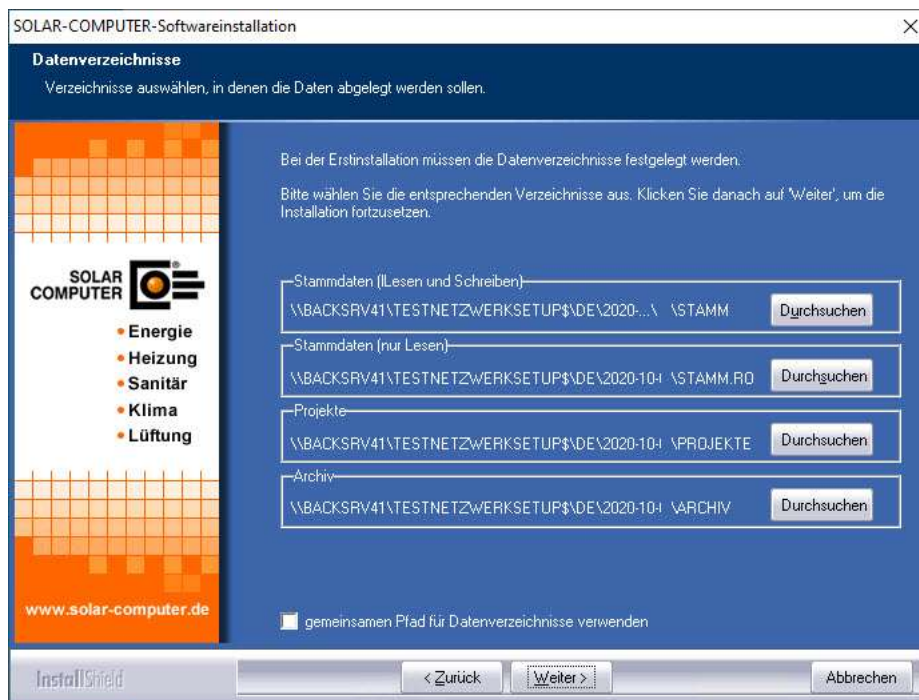 SOLAR-COMPUTER-Softwareinstallation
Datenverzeichnisse
Verzeichnisse auswählen, in denen die Daten abgelegt werden sollen.
Bei der Erstinstallation müssen die Datenverzeichnisse festgelegt werden.
Bitte wählen Sie die entsprechenden Verzeichnisse aus. Klicken Sie danach auf 'Weiter', um die
Installation fortzusetzen.
SOLAR
COMPUTER
®
• Energie
• Heizung
• Sanitär
• Klima
• Lüftung
www.solar-computer.de
Stammdaten (lLesen und Schreiben)
\\BACKSRV41\TESTNETZWERKSETUP$\DE\2020-...\ \STAMM
Durchsuchen
Stammdaten (nur Lesen)
\\BACKSRV41\TESTNETZWERKSETUP$\DE\2020-10- \STAMM.RO
Durchsuchen
Projekte
\\BACKSRV41\TESTNETZWERKSETUP$\DE\2020-10- \PROJEKTE
Durchsuchen
Archiv
\\BACKSRV41\TESTNETZWERKSETUP$\DE\2020-10- \ARCHIV
Durchsuchen
gemeinsamen Pfad für Datenverzeichnisse verwenden
InstallShield
< Zurück
Weiter >
Abbrechen